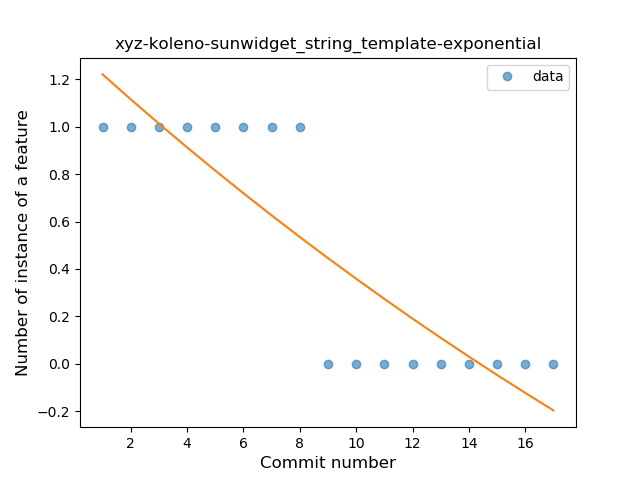 xyz-koleno-sunwidget_string_template-exponential
data
Number of instance of a feature
1.2
1.0
0.8
0.6
0.4
0.2
0.0
−0.2
2 4 6 8 10 12 14 16
Commit number